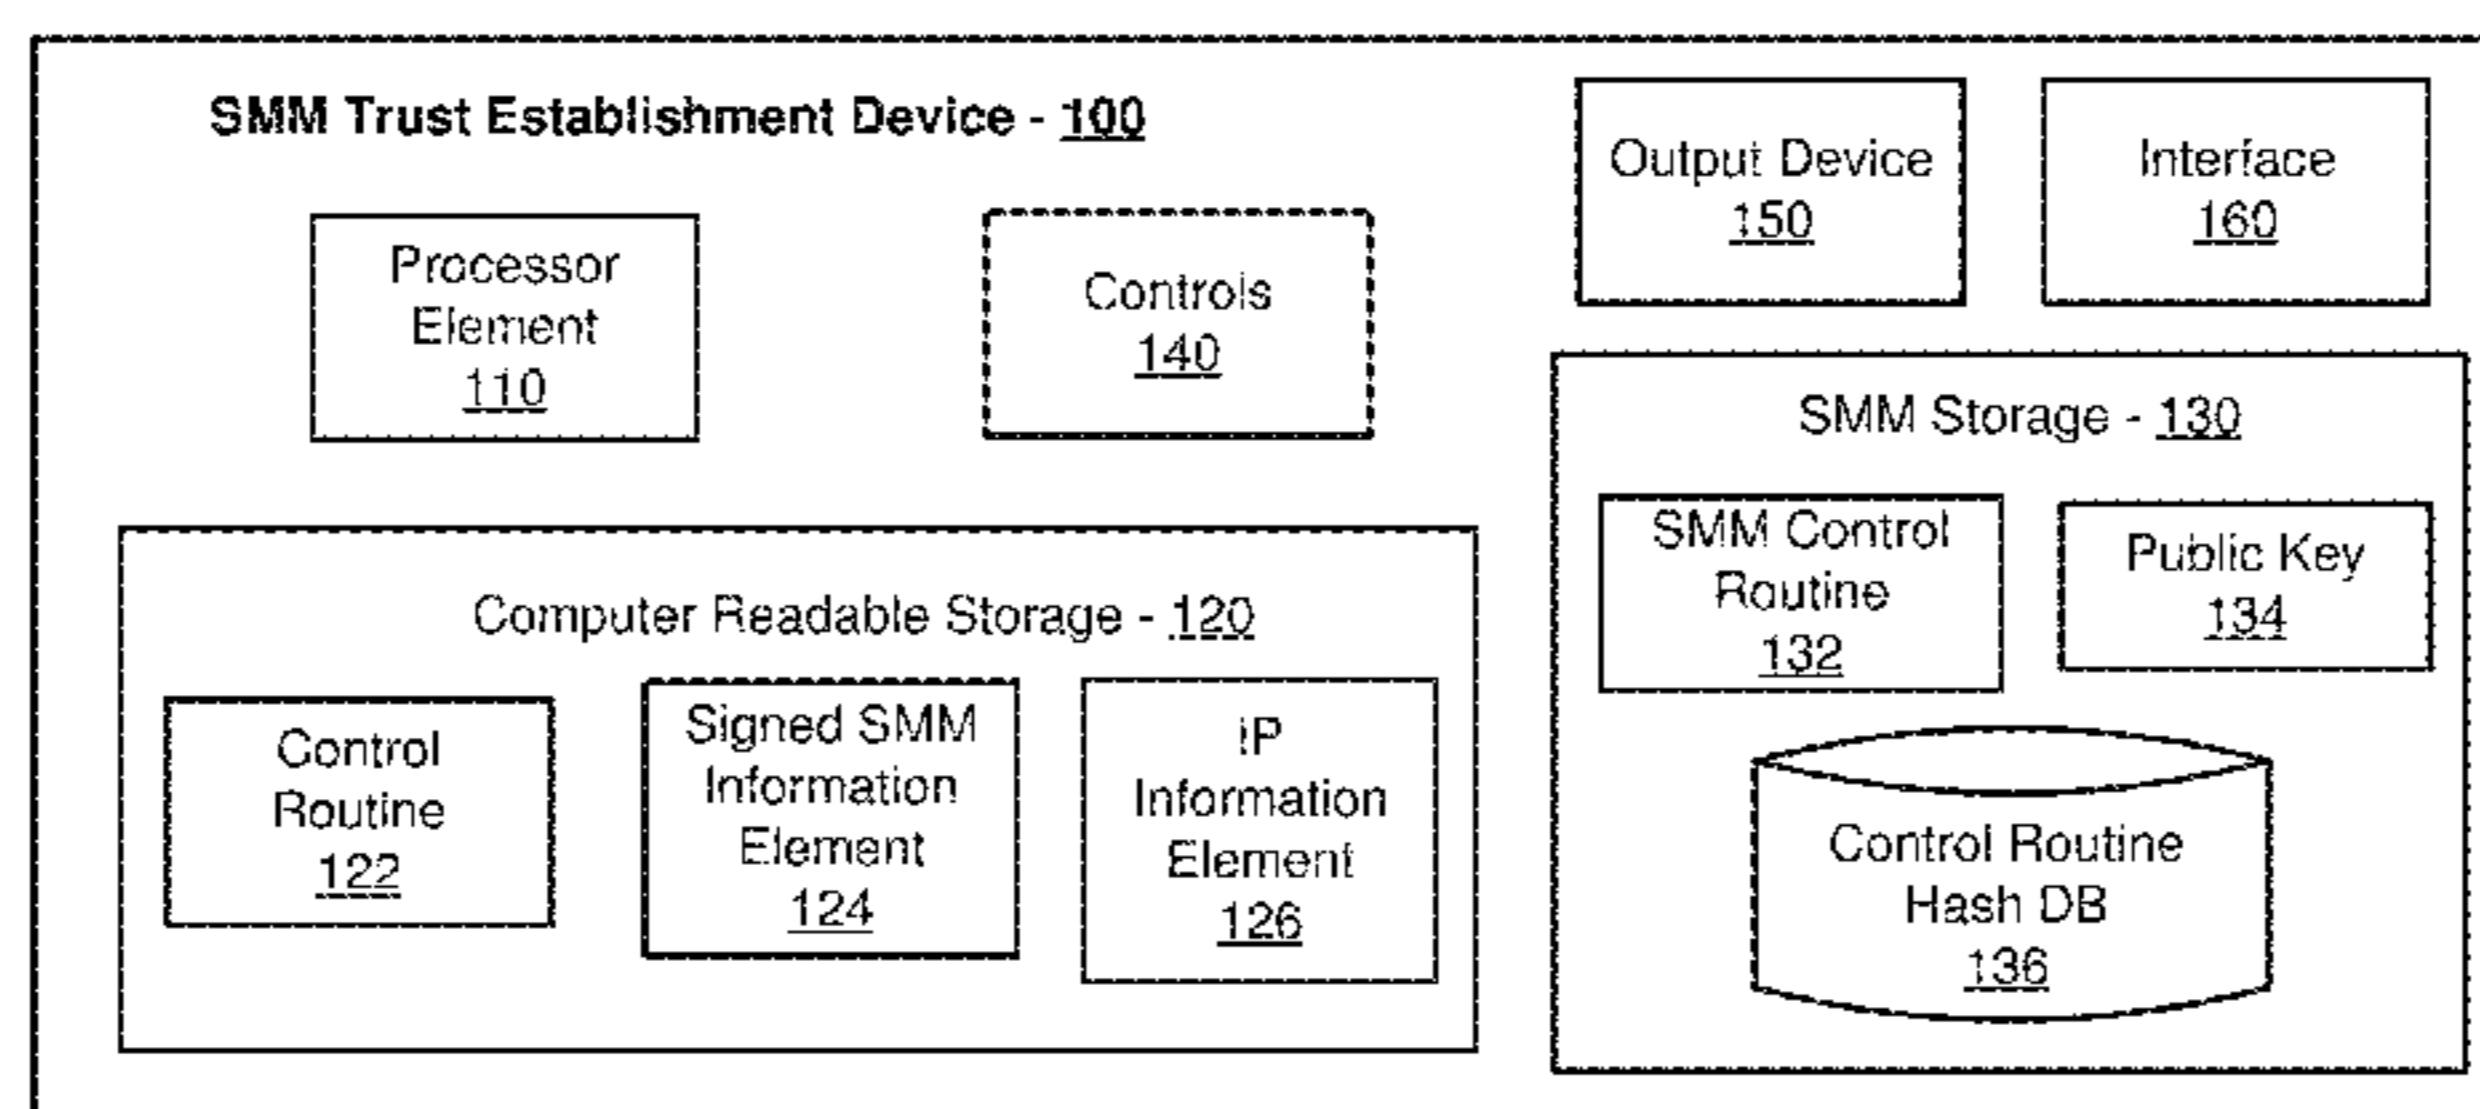 SMM Trust Establishment Device - 100
Output Device
150
Interface
160
Processor
Element
110
Controls
140
SMM Storage - 130
SMM Control
Routine
132
Public Key
134
Control Routine
Hash DB
136
Computer Readable Storage - 120
Control
Routine
122
Signed SMM
Information
Element
124
IP
Information
Element
126